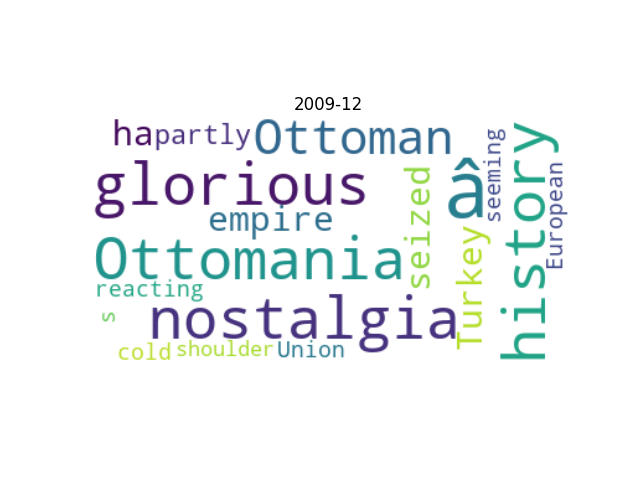 2009-12
ha partly Ottoman
glorious
empire
Ottomania
reacting
nostalgia
s
cold shoulder Union
seized
â
Turkey
seeming
history
European